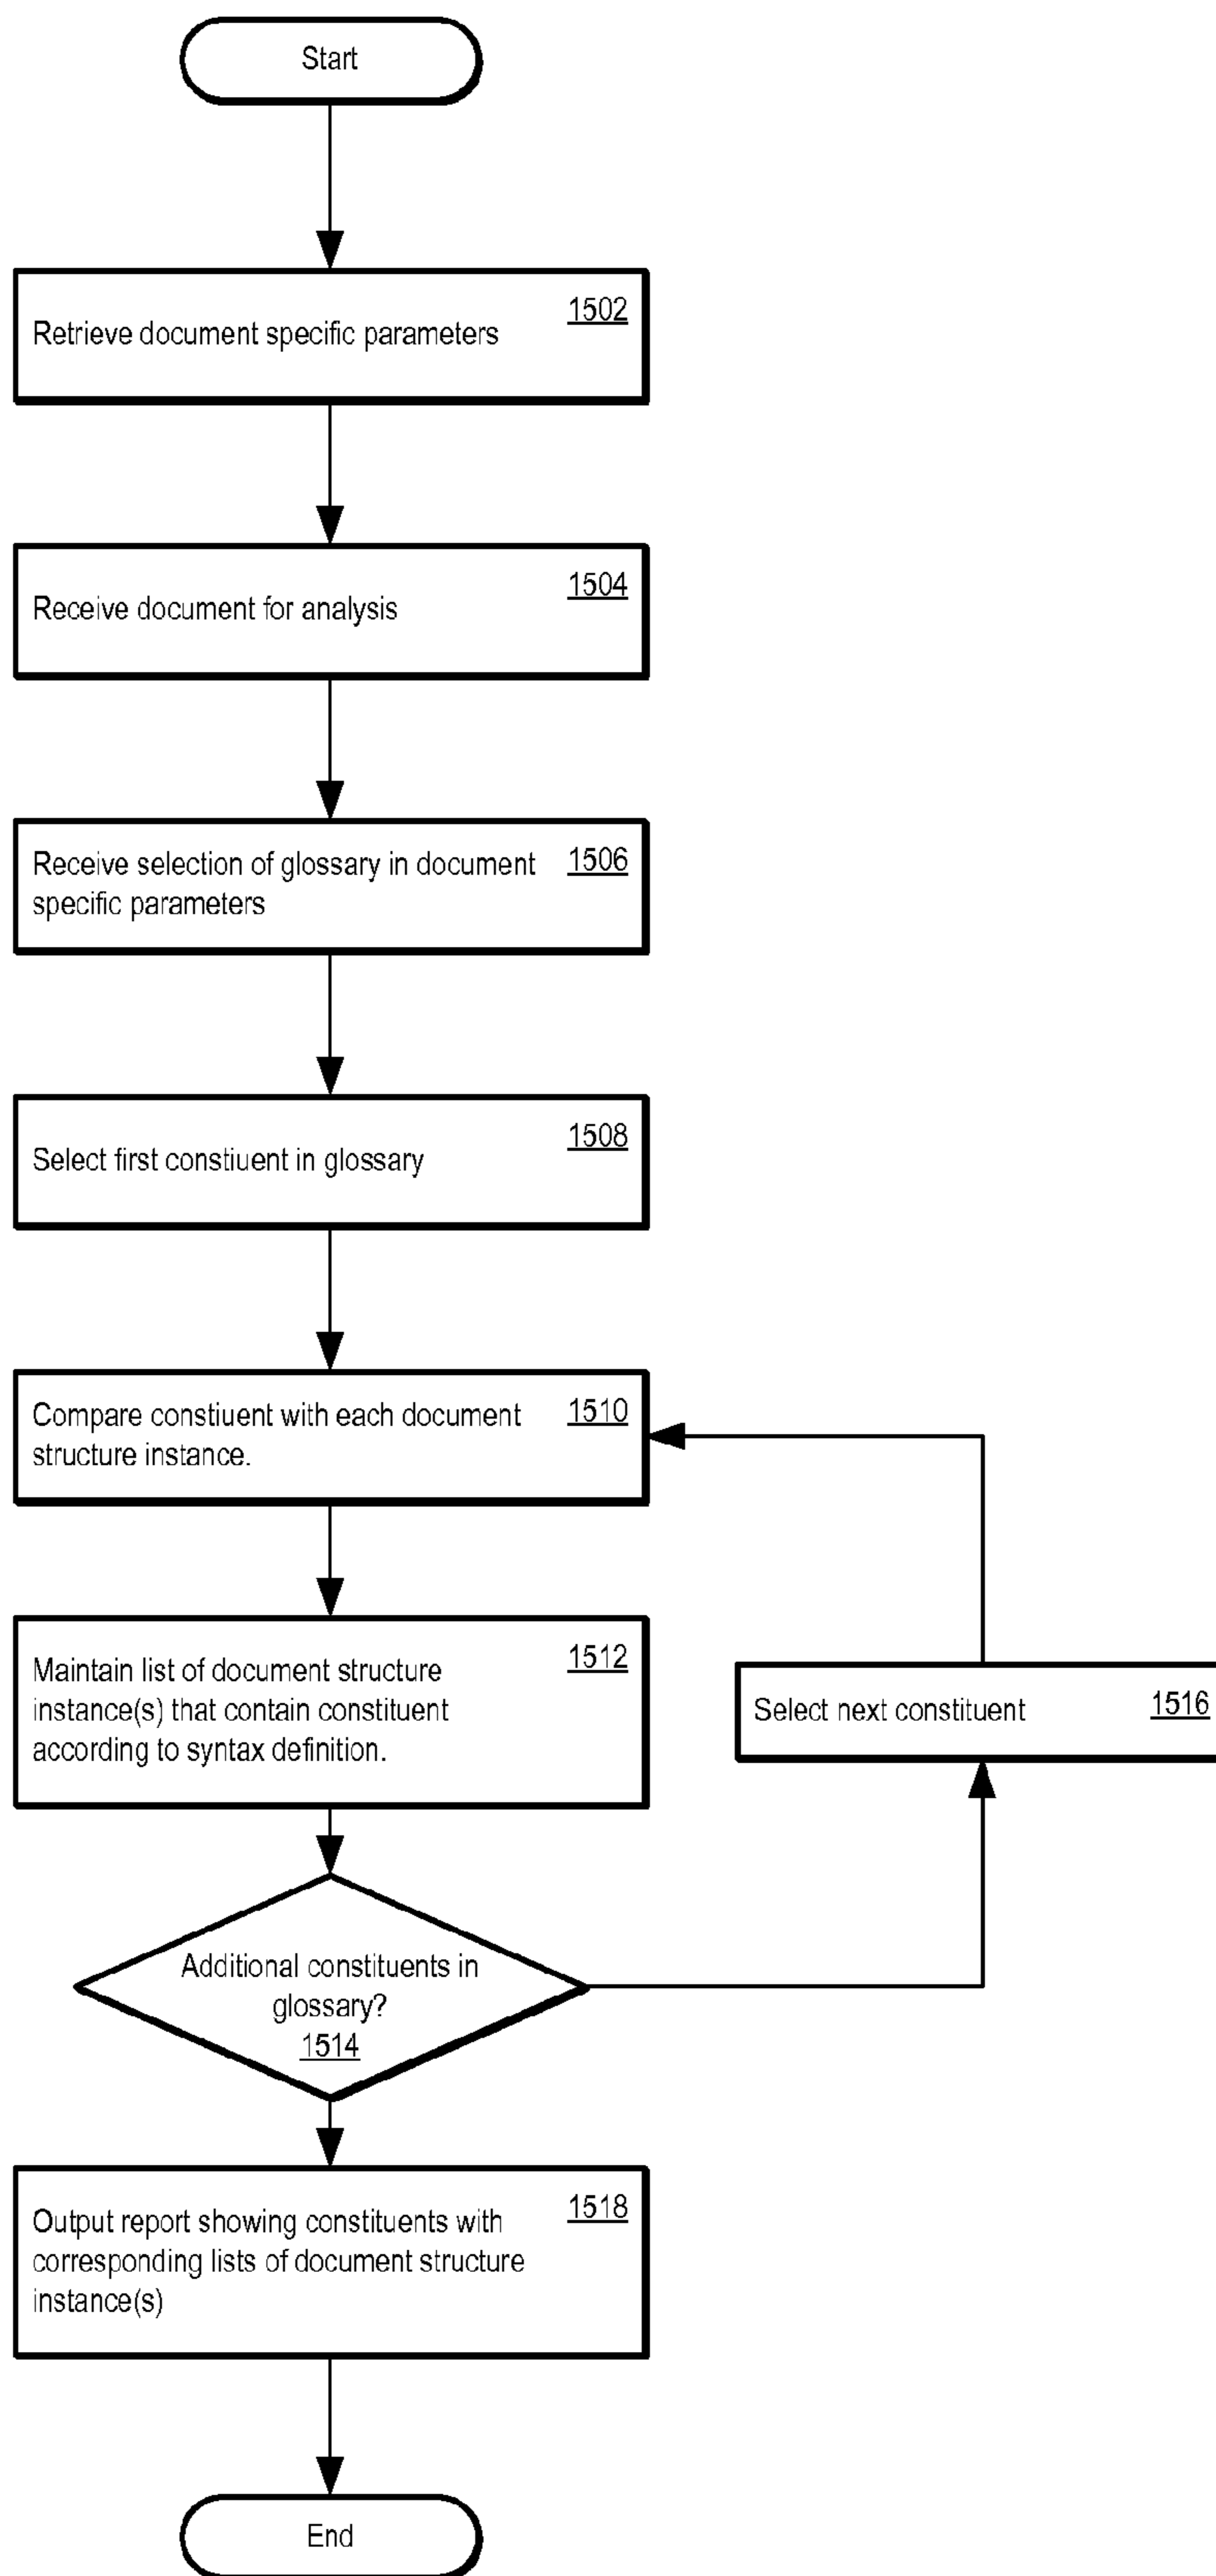 Start
1502
Retrieve document specific parameters
1504
Receive document for analysis
Receive selection of glossary in document 1506
specific parameters
1508
Select first constiuent in glossary
Compare constiuent with each document 1510
structure instance.
Maintain list of document structure 1512
instance(s) that contain constituent
according to syntax definition.
Select next constituent 1516
Additional constituents in
glossary?
1514
Output report showing constituents with 1518
corresponding lists of document structure
instance(s)
End